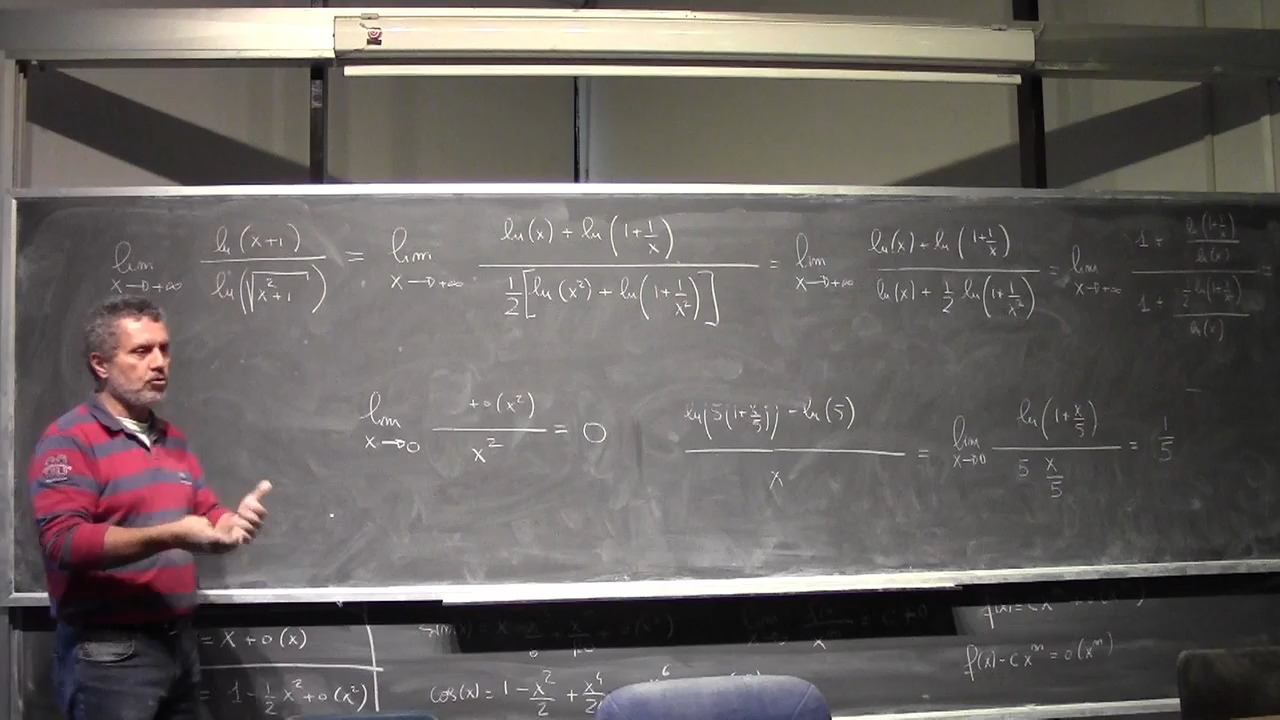 lim x→+∞ ln(x+1) / ln(√(x²+1)) = lim x→+∞ (ln(x) + ln(1+1/x)) / (1/2[ln(x²) + ln(1+1/x²)]) = lim x→+∞ (ln(x) + ln(1+1/x)) / (ln(x) + 1/2 ln(1+1/x²)) = lim x→+∞ (1 + ln(1+1/x)/ln(x)) / (1 + 1/2 ln(1+1/x²)/ln(x)) =
lim x→0 +o(x²) / x² = 0
(ln(5(1+x/5)) - ln(5)) / x = lim x→0 ln(1+x/5) / (5 x/5) = 1/5
= x + o(x)
= 1 - 1/2 x² + o(x²)
cos(x) = 1 - x²/2 + x⁴/
f(x) - c xᵐ = o(xᵐ)